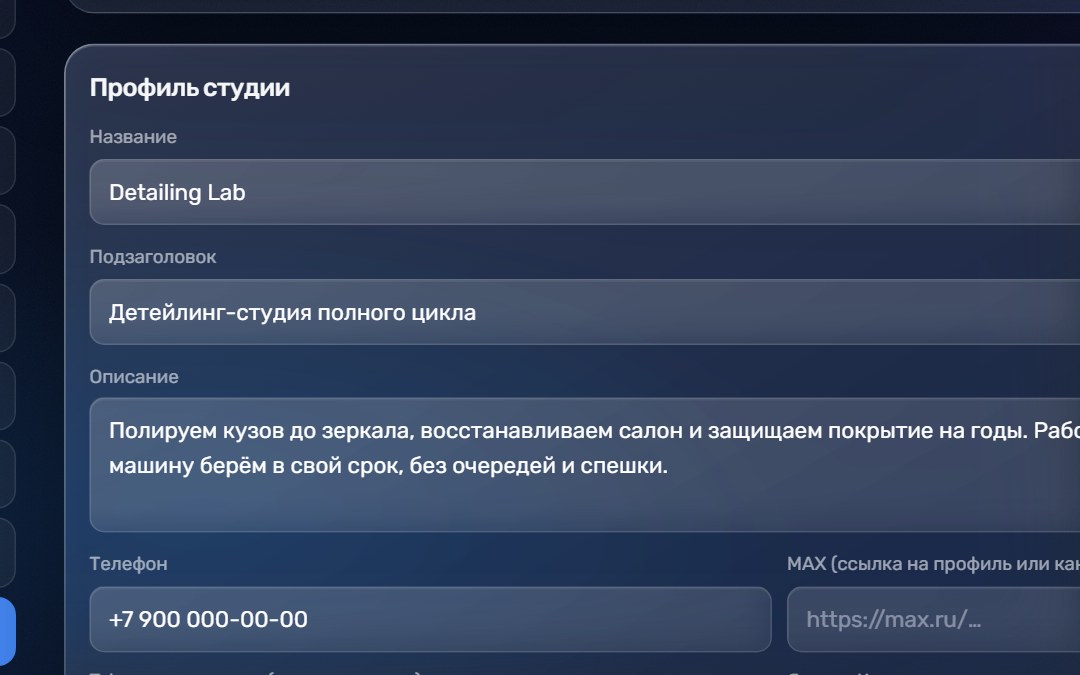 Профиль студии
Название
Detailing Lab
Подзаголовок
Детейлинг-студия полного цикла
Описание
Полируем кузов до зеркала, восстанавливаем салон и защищаем покрытие на годы.
машину берём в свой срок, без очередей и спешки.
Телефон
MAX (ссылка на профиль или
+7 900 000-00-00
https://max.ru/...